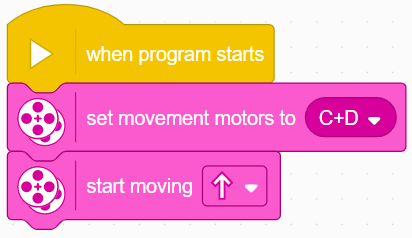 when program starts
set movement motors to C+D
start moving